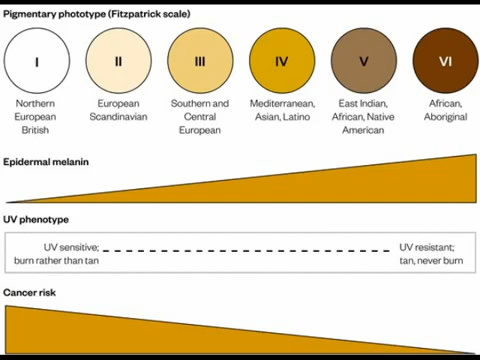 Pigmentary phototype (Fitzpatrick scale)
I
II
III
IV
V
VI
Northern
European
British
European
Scandinavian
Southern and
Central
European
Mediterranean,
Asian, Latino
East Indian,
African, Native
American
African,
Aboriginal
Epidermal melanin
UV phenotype
UV sensitive;
burn rather than tan
UV resistant;
tan, never burn
Cancer risk